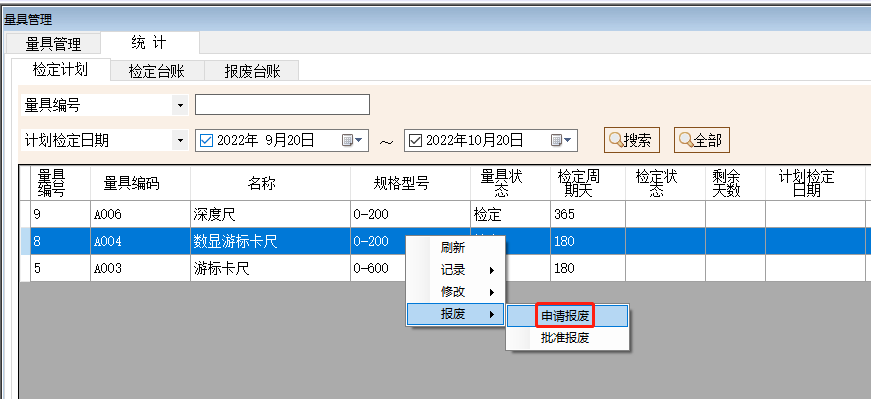 量具管理
量具管理 统 计
检定计划 检定台账 报废台账
量具编号
计划检定日期 2022年 9月20日 ~ 2022年10月20日 搜索 全部
量具编号 量具编码 名称 规格型号 量具状态 检定周期天 检定状态 剩余天数 计划检定日期
9 A006 深度尺 0-200 检定 365
8 A004 数显游标卡尺 0-200 180
5 A003 游标卡尺 0-600 180
刷新
记录
修改
报废
申请报废
批准报废